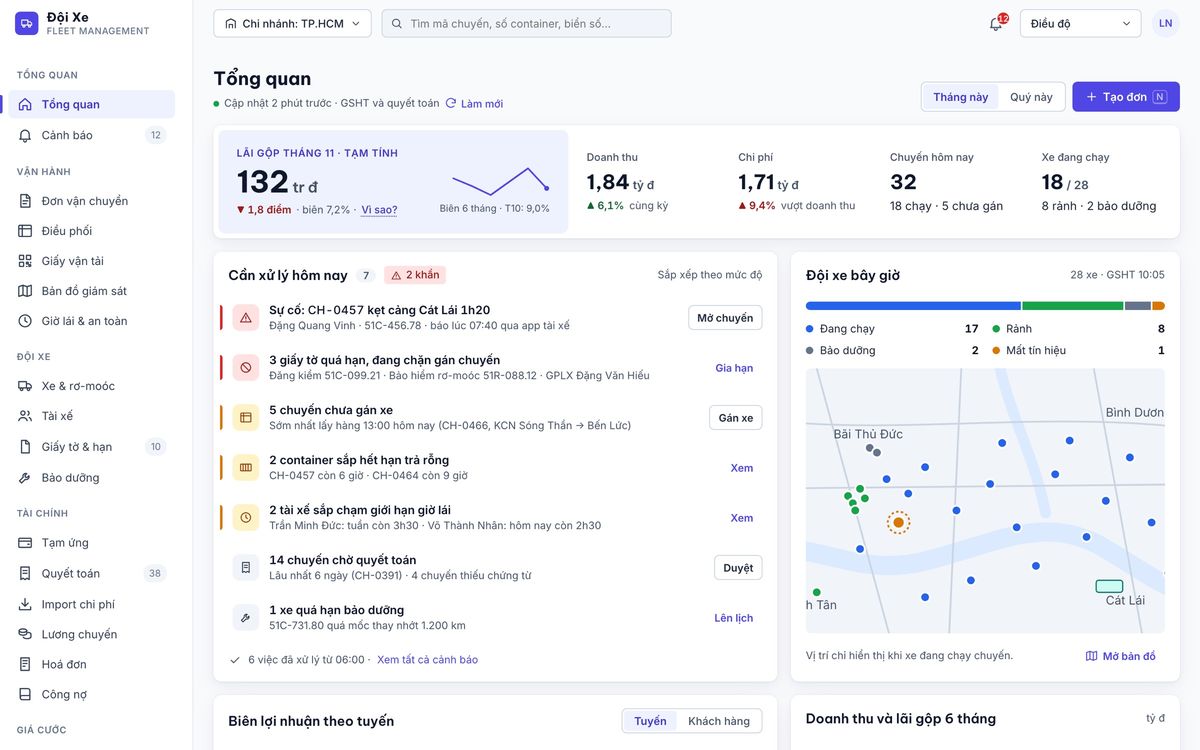 Đội Xe
FLEET MANAGEMENT
TỔNG QUAN
Tổng quan
Cảnh báo 12
VẬN HÀNH
Đơn vận chuyển
Điều phối
Giấy vận tải
Bản đồ giám sát
Giờ lái & an toàn
ĐỘI XE
Xe & rơ-moóc
Tài xế
Giấy tờ & hạn 10
Bảo dưỡng
TÀI CHÍNH
Tạm ứng
Quyết toán 38
Import chi phí
Lương chuyến
Hoá đơn
Công nợ
GIÁ CƯỚC
Chi nhánh: TP.HCM
Tìm mã chuyến, số container, biển số...
12
Điều độ
LN
Tổng quan
Cập nhật 2 phút trước · GSHT và quyết toán Làm mới
Tháng này Quý này
+ Tạo đơn N
LÃI GỘP THÁNG 11 · TẠM TÍNH
132 tr đ
▼ 1,8 điểm · biên 7,2% · Vì sao?
Biên 6 tháng · T10: 9,0%
Doanh thu
1,84 tỷ đ
▲ 6,1% cùng kỳ
Chi phí
1,71 tỷ đ
▲ 9,4% vượt doanh thu
Chuyến hôm nay
32
18 chạy · 5 chưa gán
Xe đang chạy
18 / 28
8 rảnh · 2 bảo dưỡng
Cần xử lý hôm nay 7 2 khẩn
Sắp xếp theo mức độ
Sự cố: CH-0457 kẹt cảng Cát Lái 1h20
Đặng Quang Vinh · 51C-456.78 · báo lúc 07:40 qua app tài xế
Mở chuyến
3 giấy tờ quá hạn, đang chặn gán chuyến
Đăng kiểm 51C-099.21 · Bảo hiểm rơ-moóc 51R-088.12 · GPLX Đặng Văn Hiếu
Gia hạn
5 chuyến chưa gán xe
Sớm nhất lấy hàng 13:00 hôm nay (CH-0466, KCN Sóng Thần → Bến Lức)
Gán xe
2 container sắp hết hạn trả rỗng
CH-0457 còn 6 giờ · CH-0464 còn 9 giờ
Xem
2 tài xế sắp chạm giới hạn giờ lái
Trần Minh Đức: tuần còn 3h30 · Võ Thành Nhân: hôm nay còn 2h30
Xem
14 chuyến chờ quyết toán
Lâu nhất 6 ngày (CH-0391) · 4 chuyến thiếu chứng từ
Duyệt
1 xe quá hạn bảo dưỡng
51C-731.80 quá mốc thay nhớt 1.200 km
Lên lịch
6 việc đã xử lý từ 06:00 · Xem tất cả cảnh báo
Đội xe bây giờ
28 xe · GSHT 10:05
Đang chạy 17
Rảnh 8
Bảo dưỡng 2
Mất tín hiệu 1
Bình Dươn
Bãi Thủ Đức
h Tân
Cát Lái
Vị trí chỉ hiển thị khi xe đang chạy chuyến.
Mở bản đồ
Biên lợi nhuận theo tuyến
Tuyến Khách hàng
Doanh thu và lãi gộp 6 tháng
tỷ đ